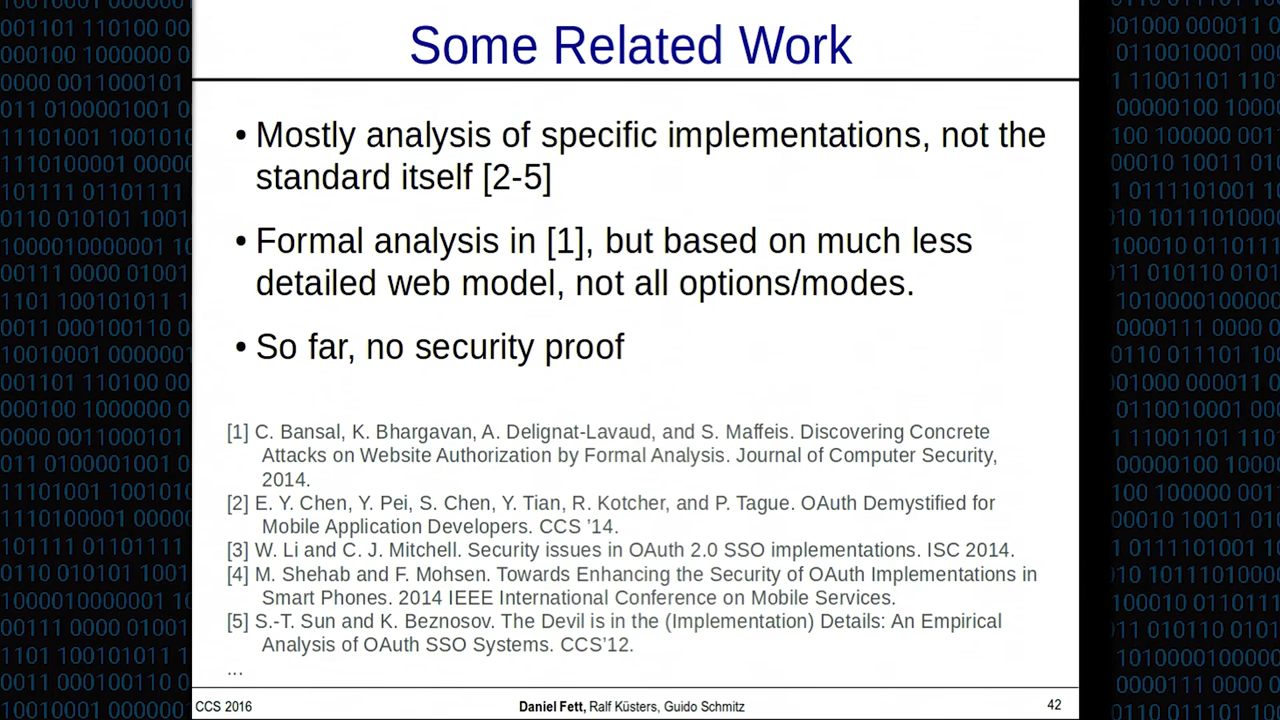 Some Related Work
• Mostly analysis of specific implementations, not the
standard itself [2-5]
• Formal analysis in [1], but based on much less
detailed web model, not all options/modes.
• So far, no security proof
[1] C. Bansal, K. Bhargavan, A. Delignat-Lavaud, and S. Maffeis. Discovering Concrete
Attacks on Website Authorization by Formal Analysis. Journal of Computer Security,
2014.
[2] E. Y. Chen, Y. Pei, S. Chen, Y. Tian, R. Kotcher, and P. Tague. OAuth Demystified for
Mobile Application Developers. CCS ’14.
[3] W. Li and C. J. Mitchell. Security issues in OAuth 2.0 SSO implementations. ISC 2014.
[4] M. Shehab and F. Mohsen. Towards Enhancing the Security of OAuth Implementations in
Smart Phones. 2014 IEEE International Conference on Mobile Services.
[5] S.-T. Sun and K. Beznosov. The Devil is in the (Implementation) Details: An Empirical
Analysis of OAuth SSO Systems. CCS’12.
...
CCS 2016
Daniel Fett, Ralf Küsters, Guido Schmitz
42